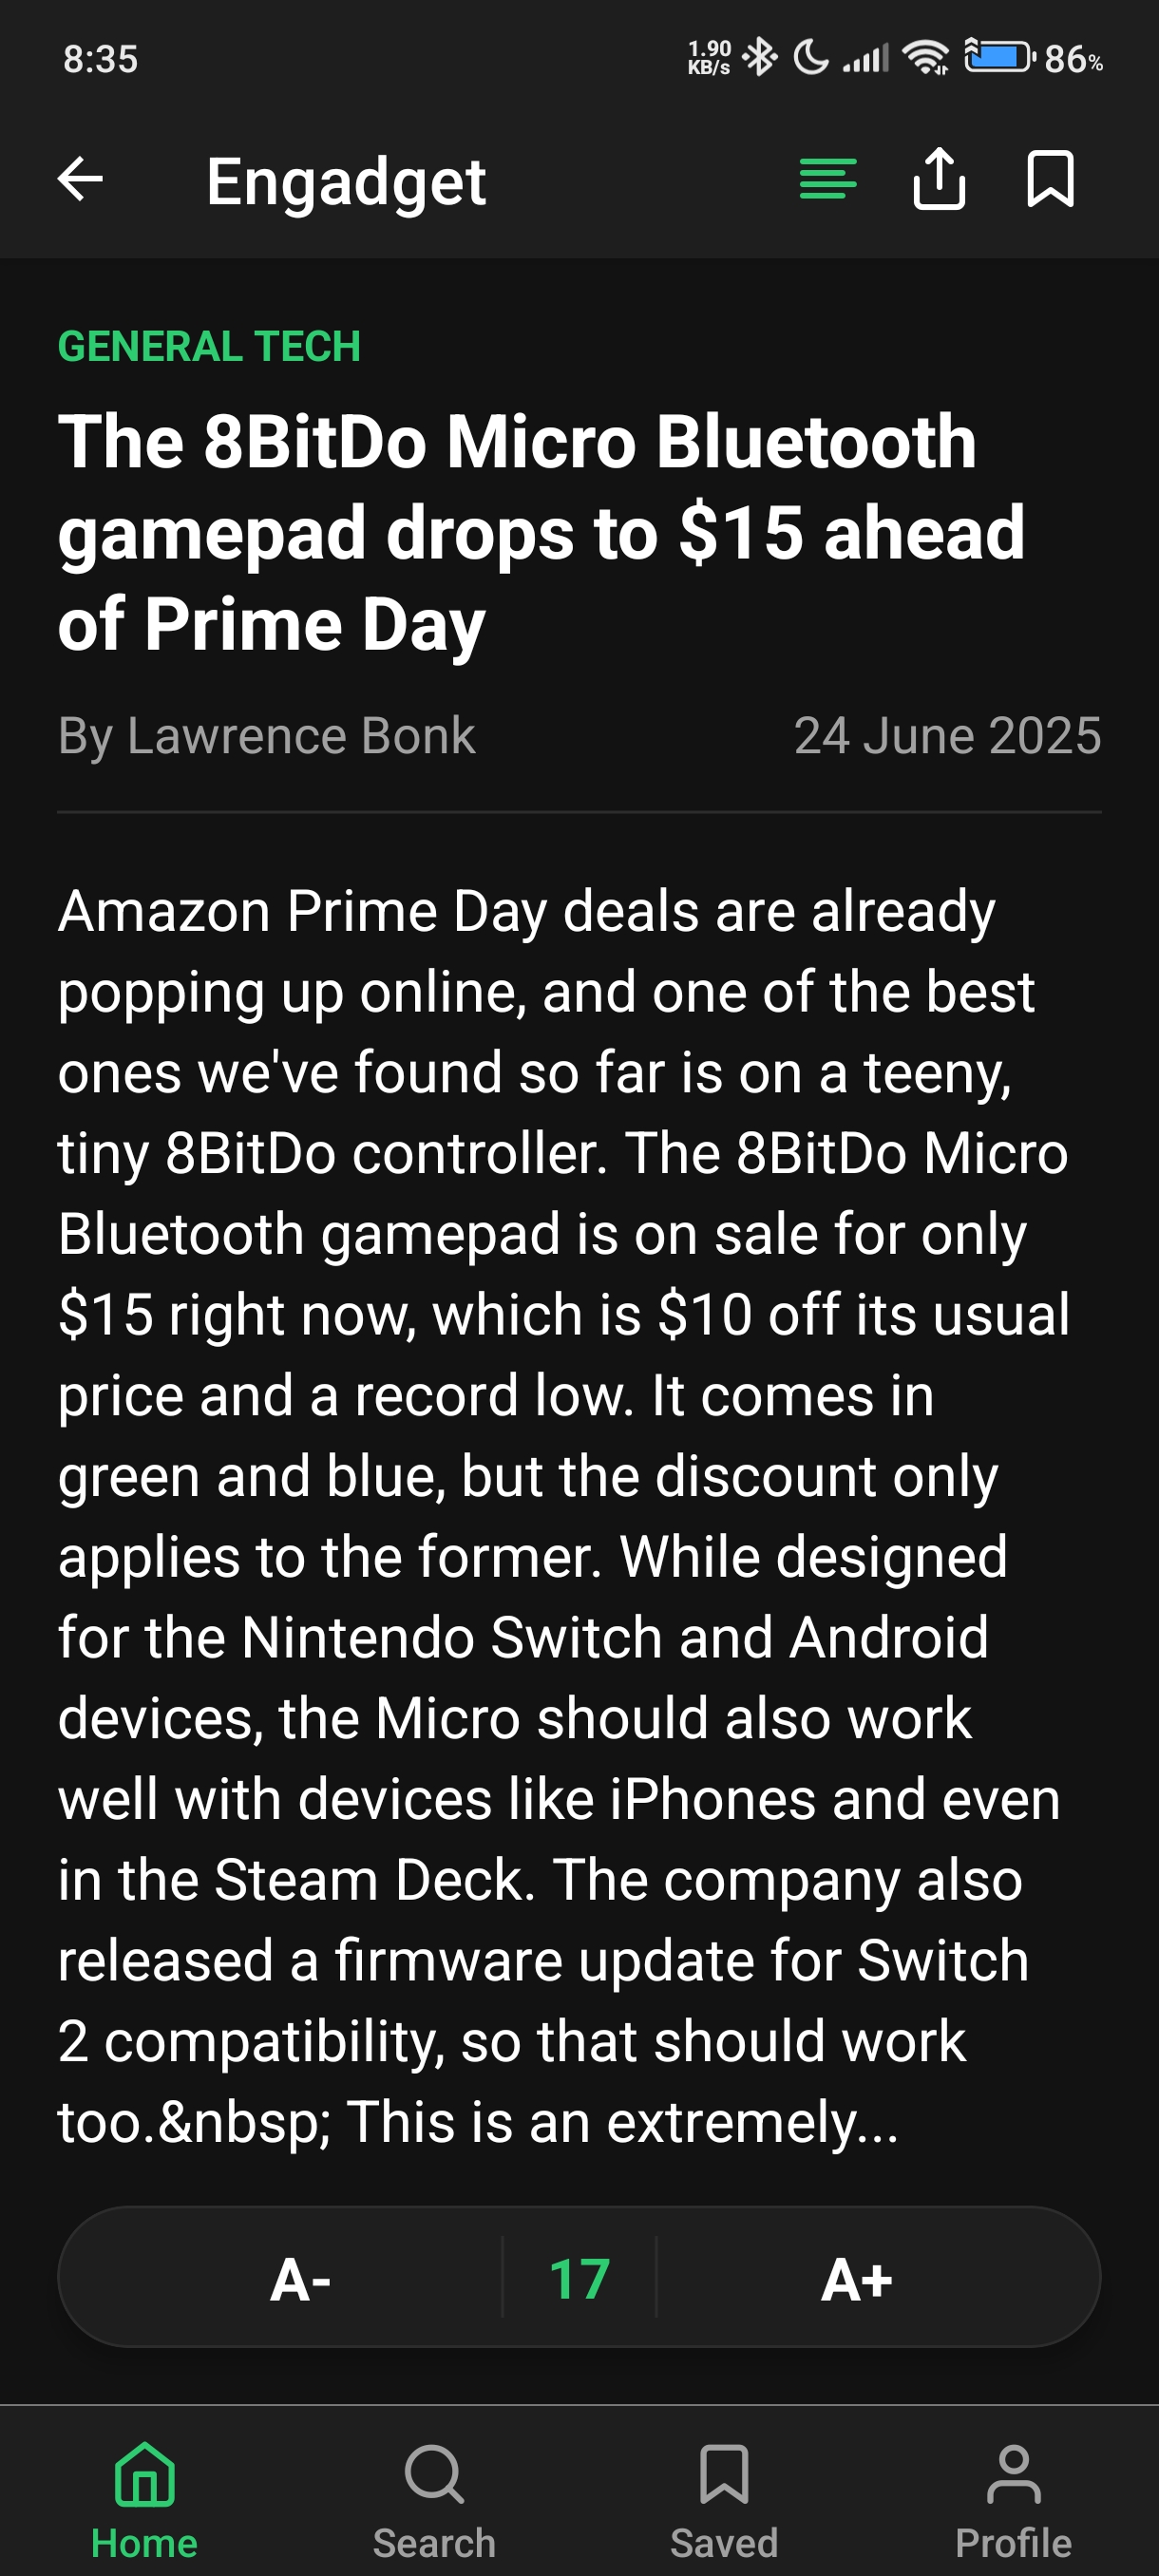 8:35
1.90
KB/s
86%
Engadget
GENERAL TECH
The 8BitDo Micro Bluetooth
gamepad drops to $15 ahead
of Prime Day
By Lawrence Bonk
24 June 2025
Amazon Prime Day deals are already
popping up online, and one of the best
ones we've found so far is on a teeny,
tiny 8BitDo controller. The 8BitDo Micro
Bluetooth gamepad is on sale for only
$15 right now, which is $10 off its usual
price and a record low. It comes in
green and blue, but the discount only
applies to the former. While designed
for the Nintendo Switch and Android
devices, the Micro should also work
well with devices like iPhones and even
in the Steam Deck. The company also
released a firmware update for Switch
2 compatibility, so that should work
too.&amp;nbsp; This is an extremely...
A-
17
A+
Home
Search
Saved
Profile